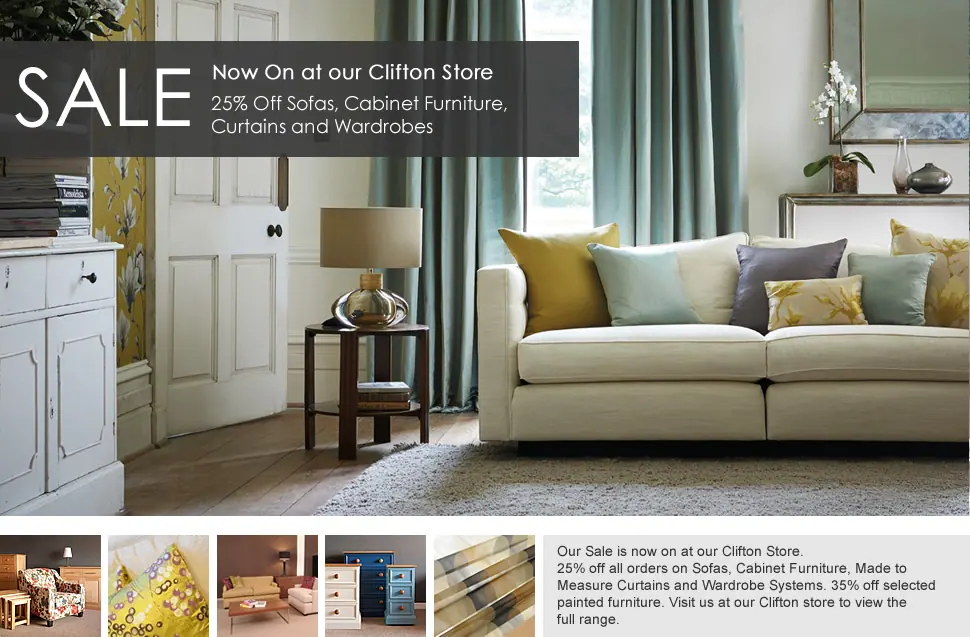 SALE
Now On at our Clifton Store
25% Off Sofas, Cabinet Furniture,
Curtains and Wardrobes
Our Sale is now on at our Clifton Store.
25% off all orders on Sofas, Cabinet Furniture, Made to
Measure Curtains and Wardrobe Systems. 35% off selected
painted furniture. Visit us at our Clifton store to view the
full range.